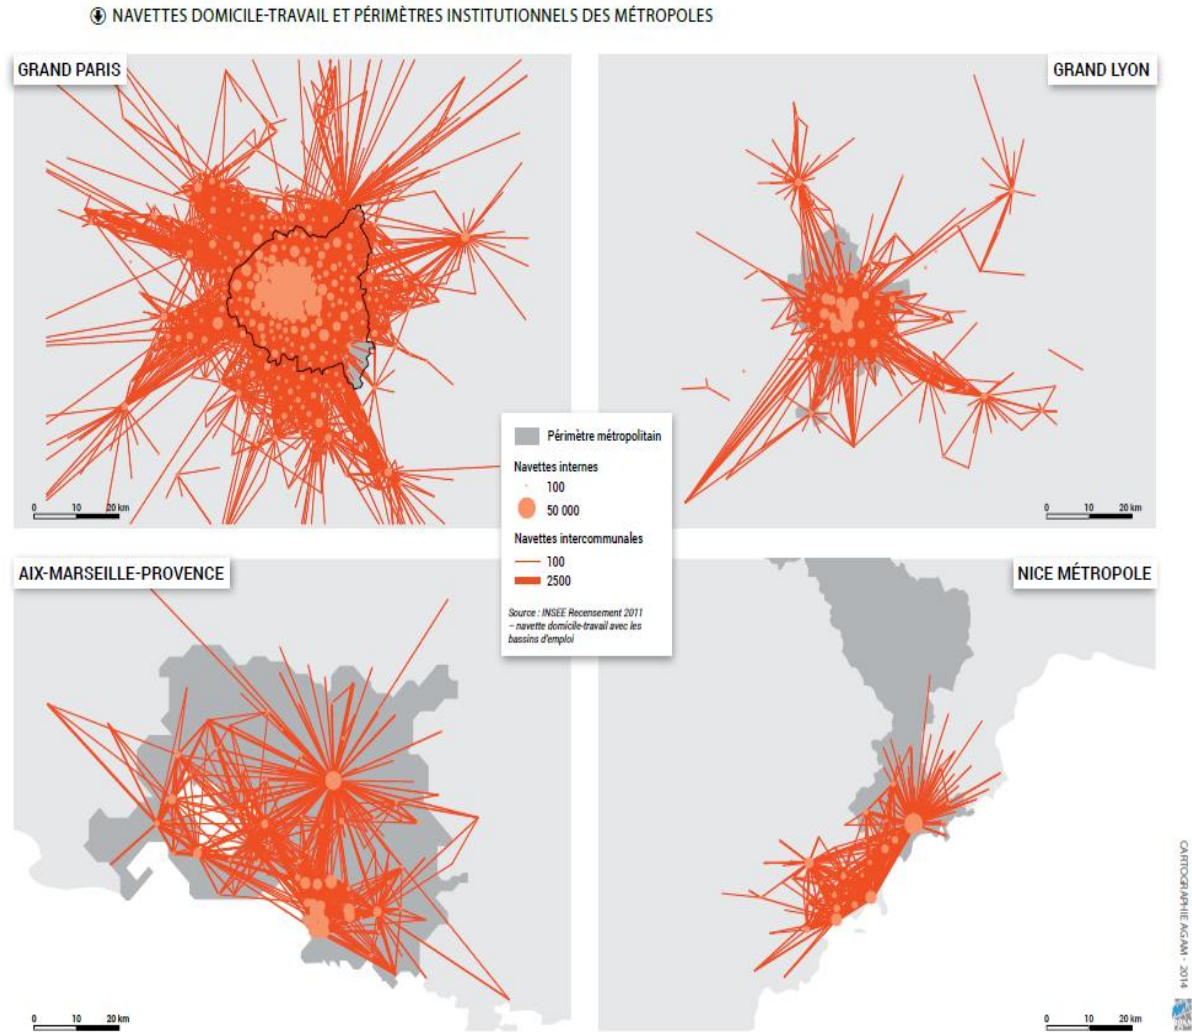 NAVETTES DOMICILE-TRAVAIL ET PÉRIMÈTRES INSTITUTIONNELS DES MÉTROPOLES
GRAND PARIS
GRAND LYON
0 10 20 km
0 10 20 km
Périmètre métropolitain
Navettes internes
100
50 000
Navettes intercommunales
100
2500
Source : INSEE Recensement 2011
– navette domicile-travail avec les
bassins d'emploi
AIX-MARSEILLE-PROVENCE
NICE MÉTROPOLE
0 10 20 km
0 10 20 km
CARTOGRAPHIE AGAM - 2014